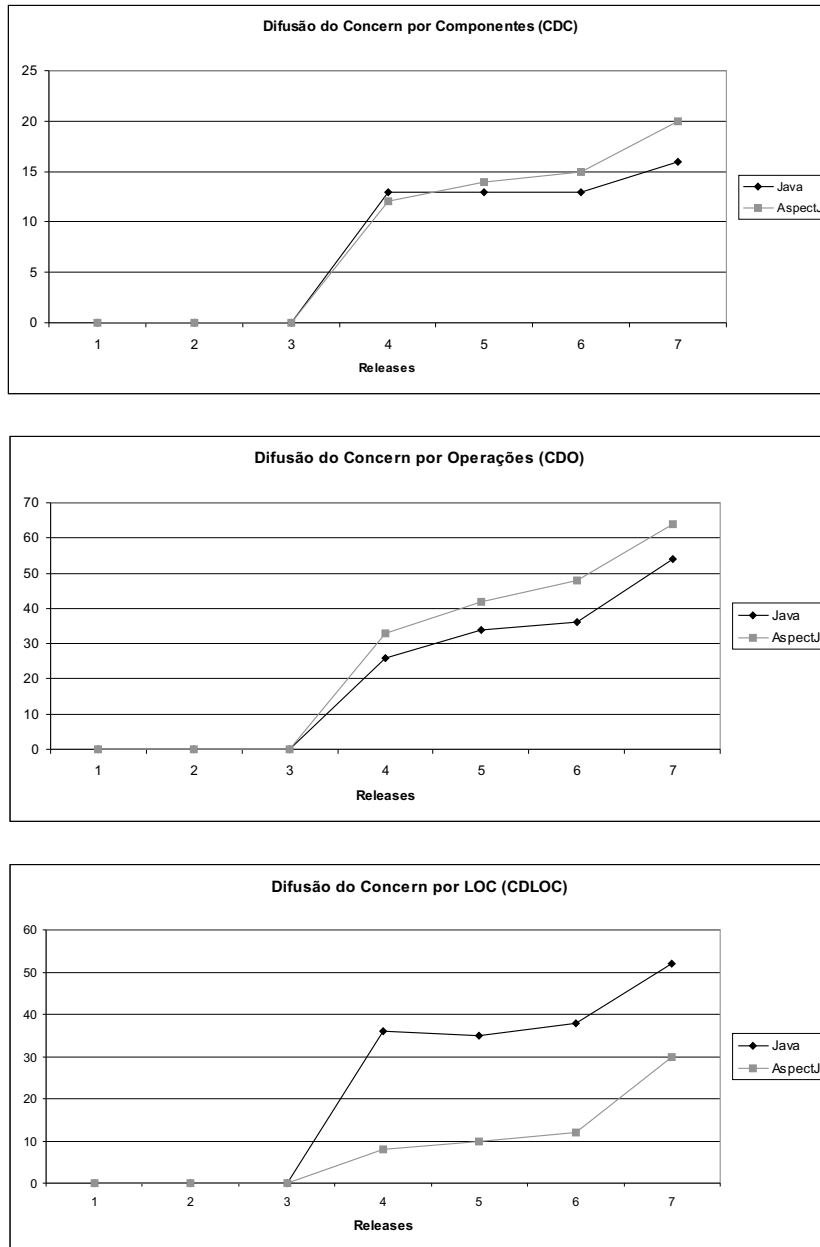 Difusão do Concern por Componentes (CDC)
25
20
15
10
5
0
1 2 3 4 5 6 7
Releases
Java
AspectJ
Difusão do Concern por Operações (CDO)
70
60
50
40
30
20
10
0
1 2 3 4 5 6 7
Releases
Java
AspectJ
Difusão do Concern por LOC (CDLOC)
60
50
40
30
20
10
0
1 2 3 4 5 6 7
Releases
Java
AspectJ